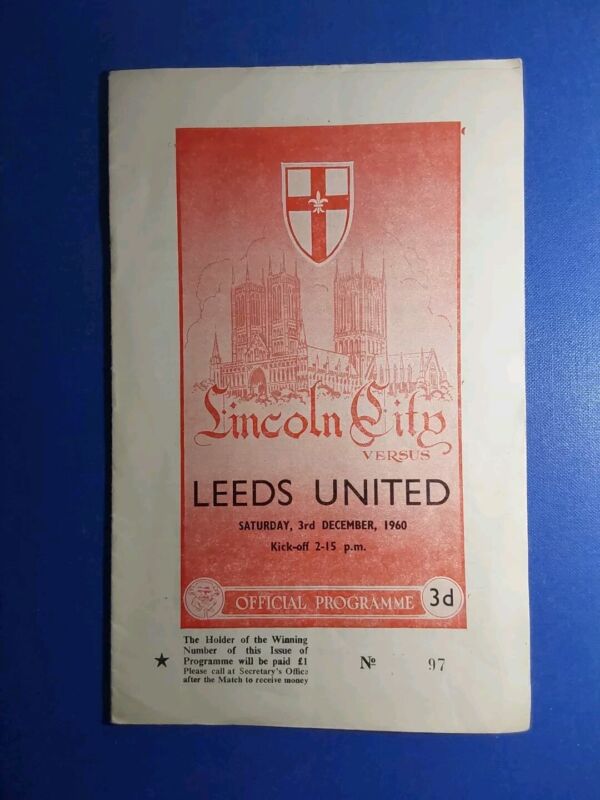 Lincoln City
VERSUS
LEEDS UNITED
SATURDAY, 3rd DECEMBER, 1960
Kick-off 2-15 p.m.
OFFICIAL PROGRAMME
3d
The Holder of the Winning
Number of this Issue of
Programme will be paid £1
Please call at Secretary's Office
after the Match to receive money
★ No 97